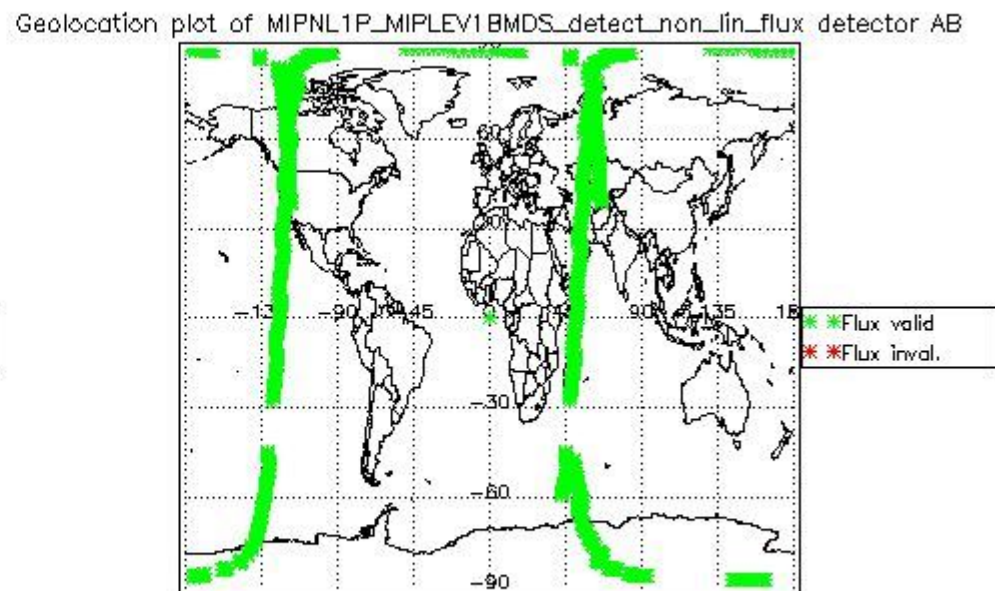 Geolocation plot of MIPNL1P_MIPLEV1BMDS_detect_non_lin_flux detector AB
-90
-45
90
Flux valid
Flux inval.
-30
-60
-90